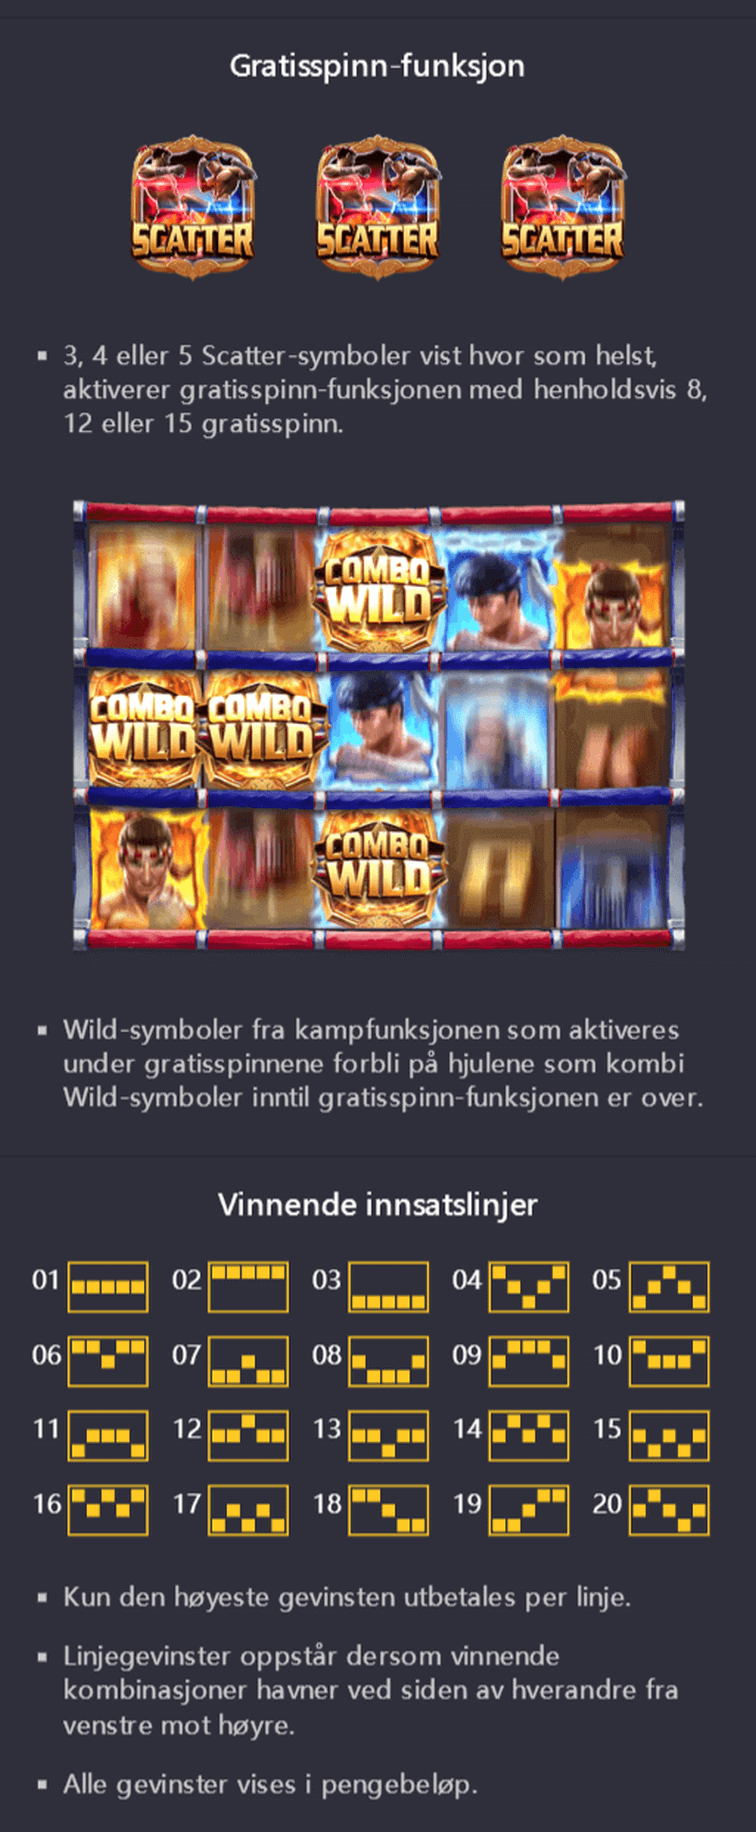 Gratisspinn-funksjon
SCATTER SCATTER SCATTER
3, 4 eller 5 Scatter-symboler vist hvor som helst,
aktiverer gratisspinn-funksjonen med henholdsvis 8,
12 eller 15 gratisspinn.
COMBO
WILD
COMBO COMBO
WILD WILD
COMBO
WILD
Wild-symboler fra kampfunksjonen som aktiveres
under gratisspinnene forbli på hjulene som kombi
Wild-symboler inntil gratisspinn-funksjonen er over.
Vinnende innsatslinjer
01 02 03 04 05
06 07 08 09 10
11 12 13 14 15
16 17 18 19 20
Kun den høyeste gevinsten utbetales per linje.
Linjegevinster oppstår dersom vinnende
kombinasjoner havner ved siden av hverandre fra
venstre mot høyre.
Alle gevinster vises i pengebeløp.